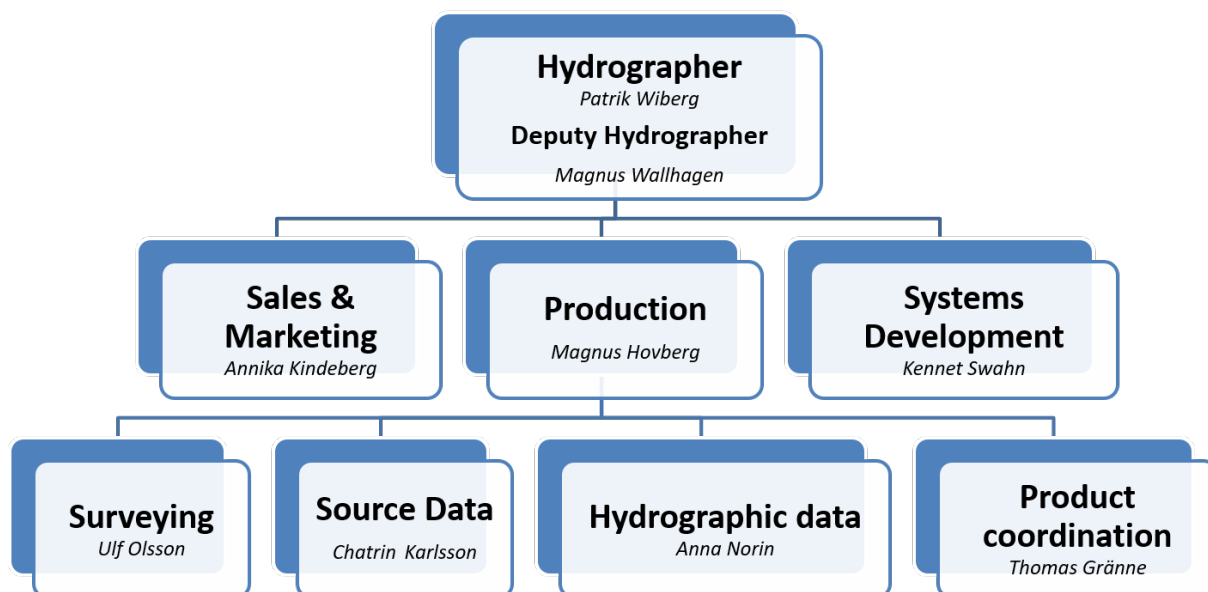 Hydrographer
Patrik Wiberg
Deputy Hydrographer
Magnus Wallhagen
Sales &
Marketing
Annika Kindeberg
Production
Magnus Hovberg
Systems
Development
Kennet Swahn
Surveying
Ulf Olsson
Source Data
Chatrin Karlsson
Hydrographic data
Anna Norin
Product
coordination
Thomas Gränne